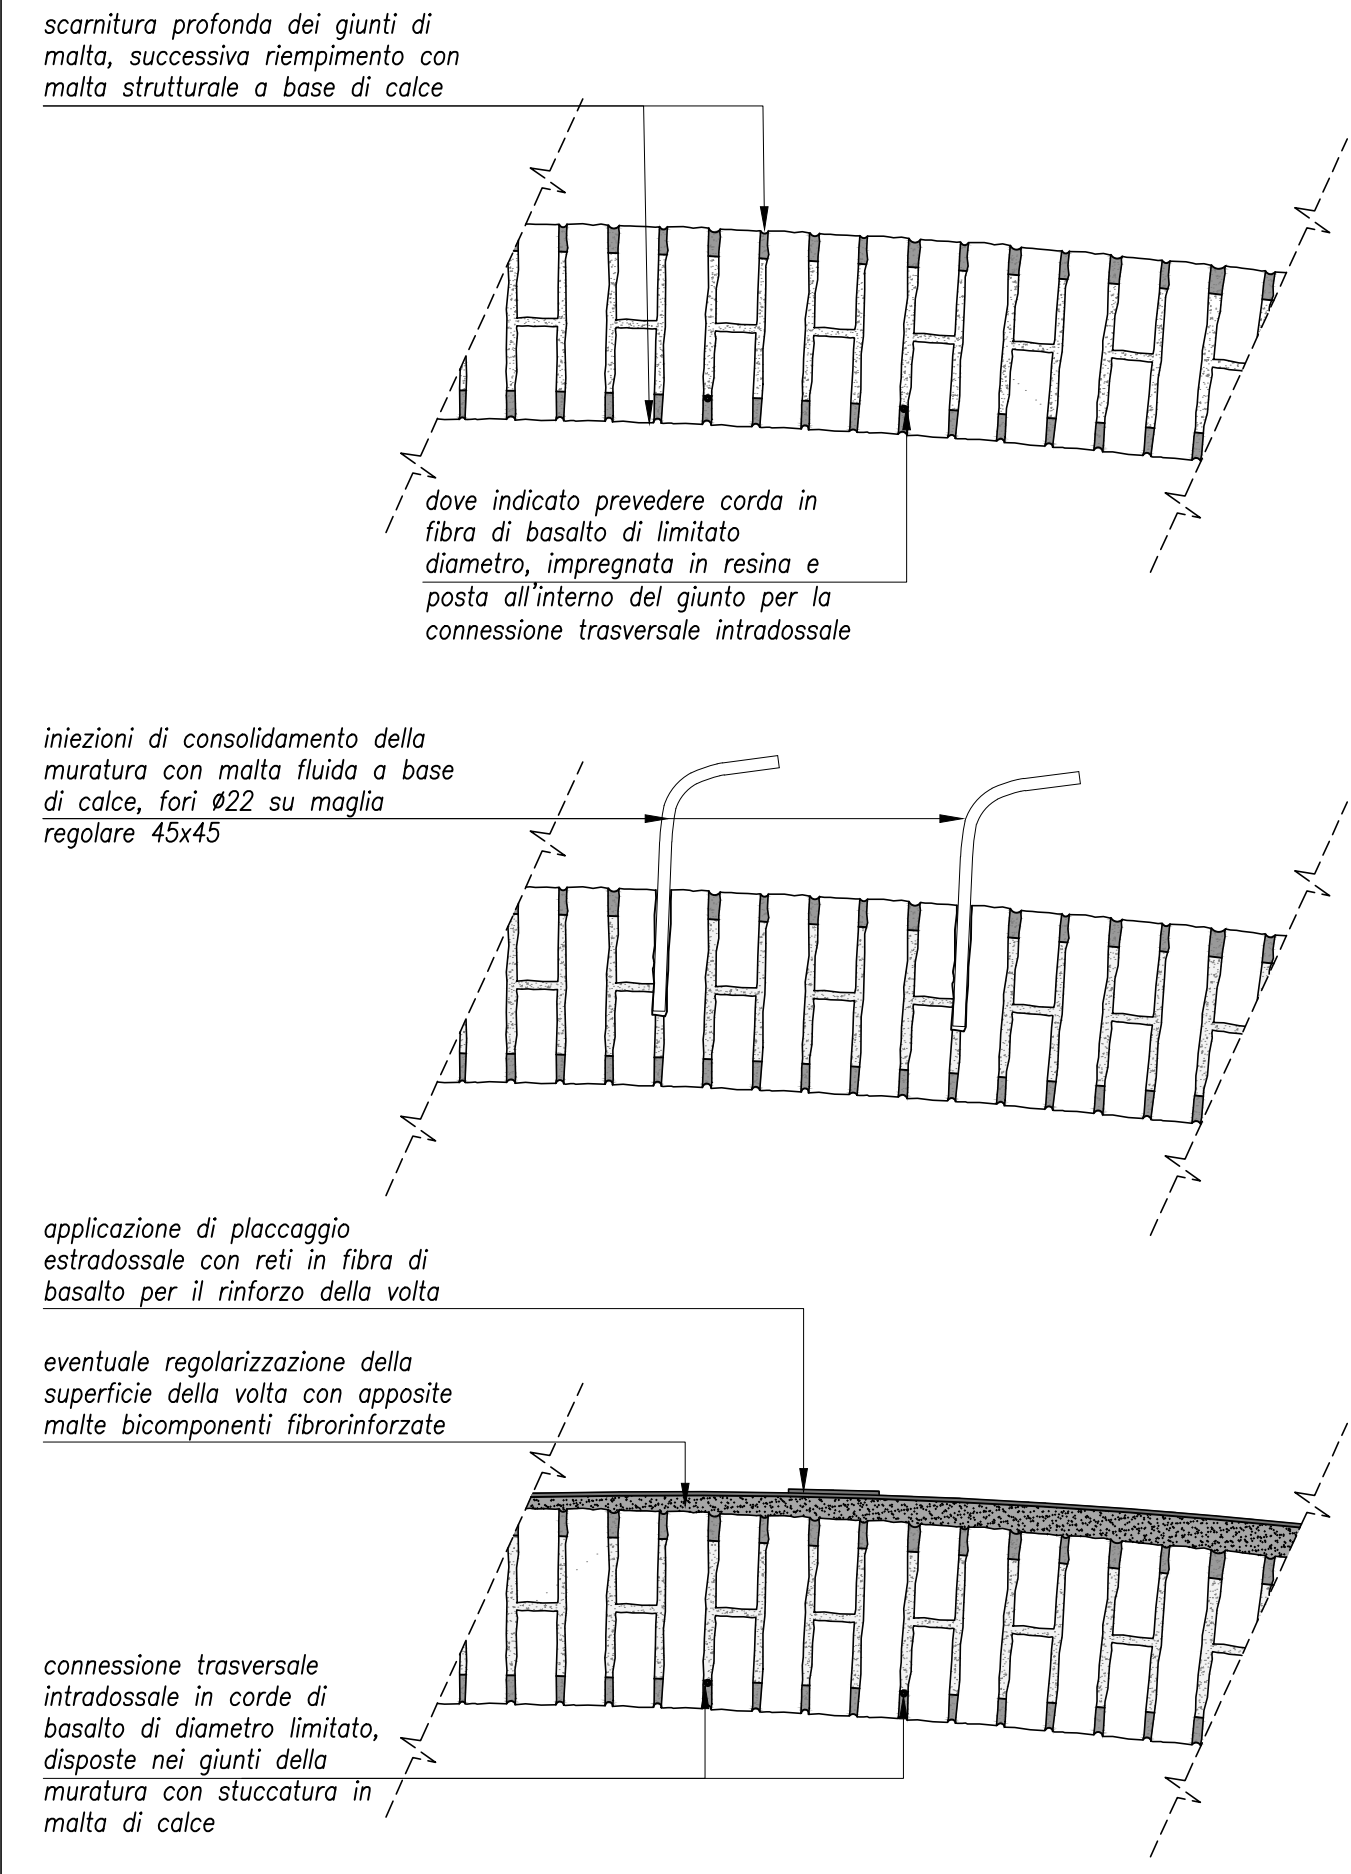 scarnitura profonda dei giunti di
malta, successiva riempimento con
malta strutturale a base di calce
dove indicato prevedere corda in
fibra di basalto di limitato
diametro, impregnata in resina e
posta all'interno del giunto per la
connessione trasversale intradossale
iniezioni di consolidamento della
muratura con malta fluida a base
di calce, fori ø22 su maglia
regolare 45x45
applicazione di placcaggio
estradossale con reti in fibra di
basalto per il rinforzo della volta
eventuale regolarizzazione della
superficie della volta con apposite
malte bicomponenti fibrorinforzate
connessione trasversale
intradossale in corde di
basalto di diametro limitato,
disposte nei giunti della
muratura con stuccatura in
malta di calce